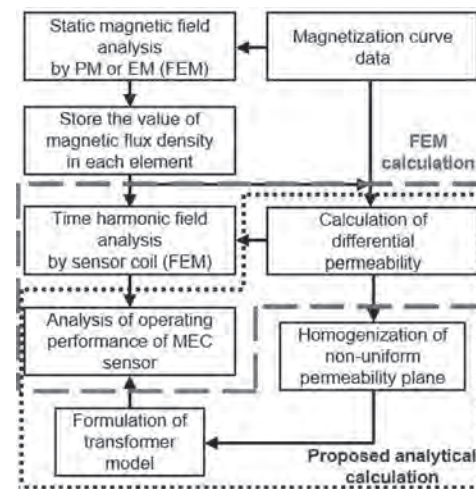 Static magnetic field
analysis
by PM or EM (FEM)
Magnetization curve
data
Store the value of
magnetic flux density
in each element
FEM
calculation
Time harmonic field
analysis
by sensor coil (FEM)
Calculation of
differential
permeability
Analysis of operating
performance of MEC
sensor
Homogenization of
non-uniform
permeability plane
Formulation of
transformer
model
Proposed analytical
calculation